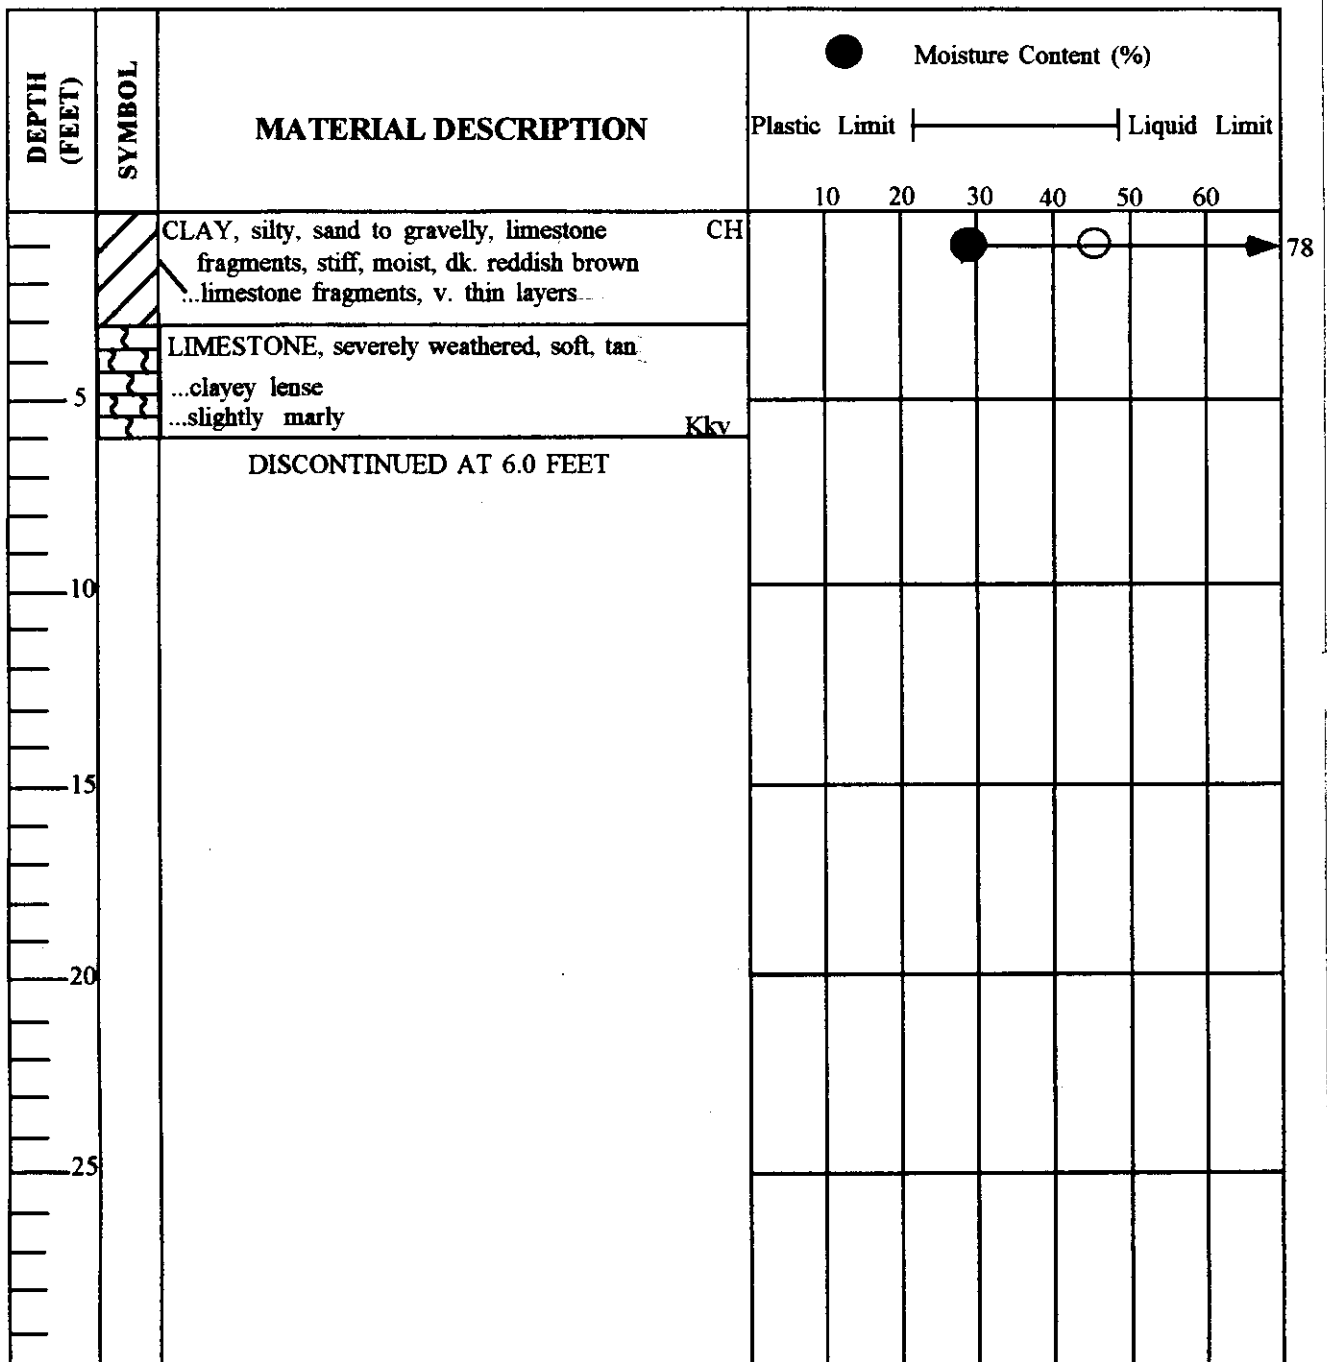 DEPTH
(FEET)
SYMBOL
MATERIAL DESCRIPTION
Moisture Content (%)
Plastic Limit Liquid Limit
10 20 30 40 50 60
CLAY, silty, sand to gravelly, limestone CH
fragments, stiff, moist, dk. reddish brown
...limestone fragments, v. thin layers
78
LIMESTONE, severely weathered, soft, tan
...clayey lense
5
...slightly marly Kkv
DISCONTINUED AT 6.0 FEET
10
15
20
25